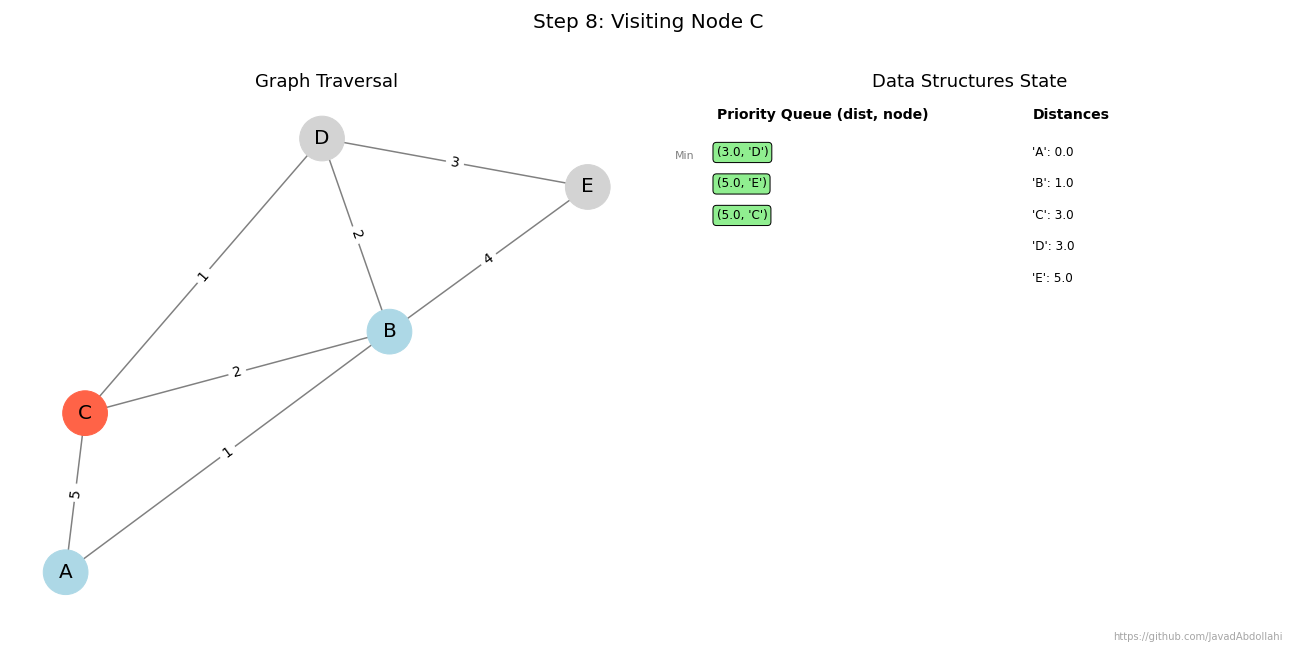 Step 8: Visiting Node C
Graph Traversal
D
3
E
2
4
1
B
2
C
1
5
A
Data Structures State
Priority Queue (dist, node)
Distances
Min
(3.0, 'D')
'A': 0.0
(5.0, 'E')
'B': 1.0
(5.0, 'C')
'C': 3.0
'D': 3.0
'E': 5.0
https://github.com/JavadAbdollahi